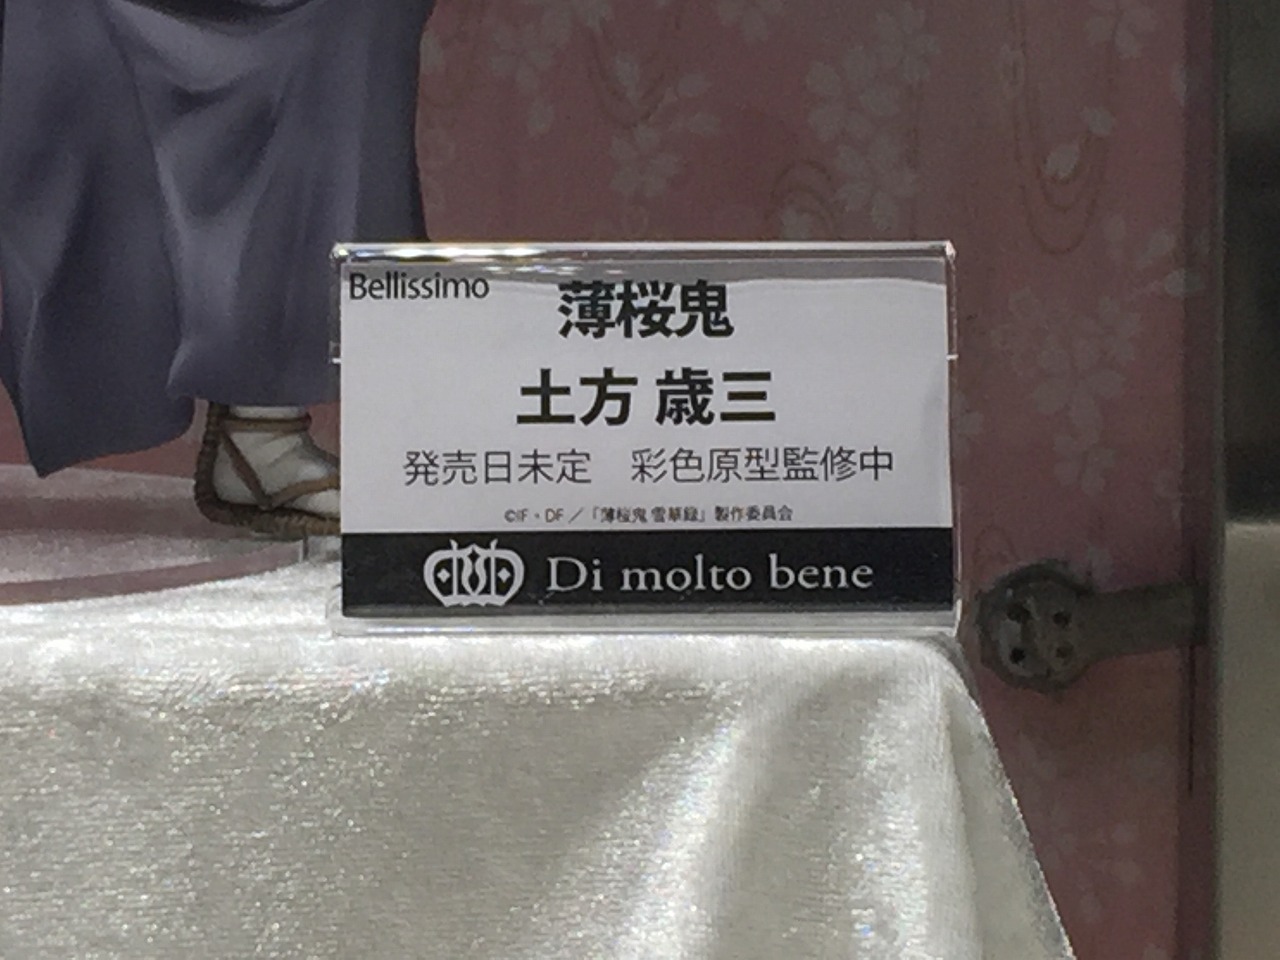 Bellissimo
薄桜鬼
土方 歳三
発売日未定　彩色原型監修中
©IF・DF／「薄桜鬼 雪華録」製作委員会
Di molto bene